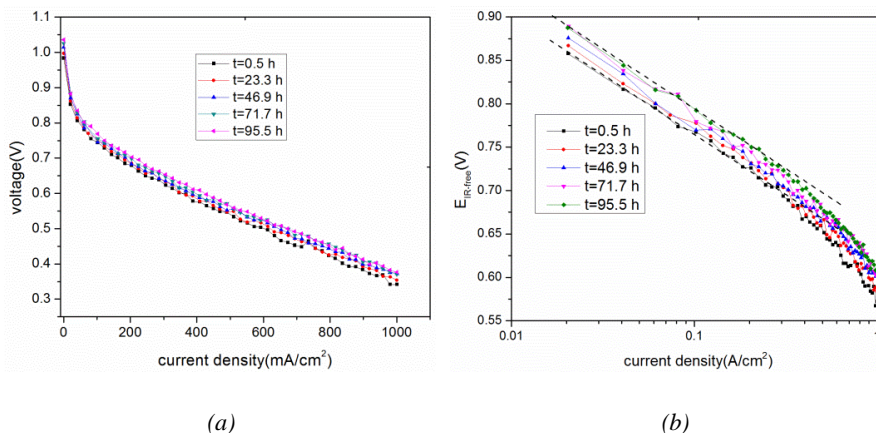 1.1
1.0
0.9
0.8
0.7
0.6
0.5
0.4
0.3
voltage(V)
t=0.5 h
t=23.3 h
t=46.9 h
t=71.7 h
t=95.5 h
0 200 400 600 800 1000
current density(mA/cm²)
(a)
0.90
0.85
0.80
0.75
0.70
0.65
0.60
0.55
E_IR-free(V)
t=0.5 h
t=23.3 h
t=46.9 h
t=71.7 h
t=95.5 h
0.01 0.1 1
current density(A/cm²)
(b)